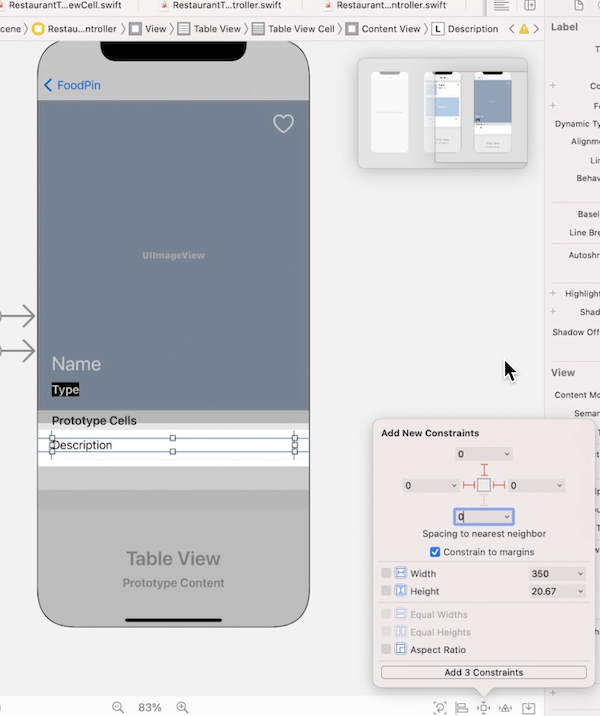 RestaurantT...ewCell.swift
RestaurantT...troller.swift
Restaurant...ntroller.swift
cene
Restau...ntroller
View
Table View
Table View Cell
Content View
L Description
Label
FoodPin
Co
Fo
Dynamic Ty
Alignme
Lin
Behav
Basel
Line Bre
Autoshr
Highlight
Shad
Shadow Off
UIImageView
Name
Type
View
Content Mo
Seman
Prototype Cells
Description
Add New Constraints
0
0
0
0
Spacing to nearest neighbor
Constrain to margins
Width
350
Height
20.67
Equal Widths
Equal Heights
Aspect Ratio
Add 3 Constraints
Table View
Prototype Content
83%